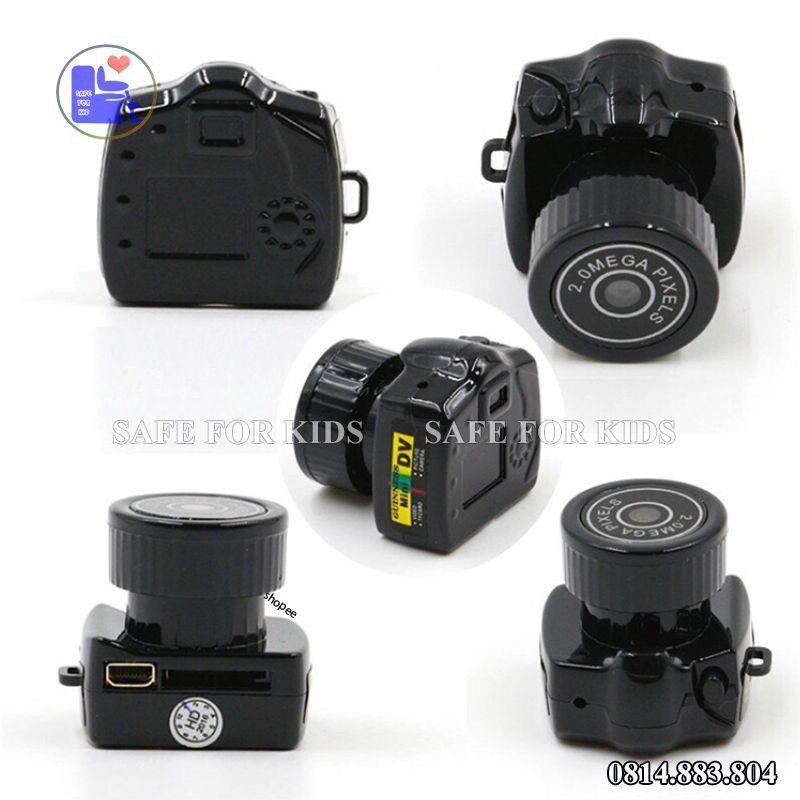 SAFE
FOR
KID
2.0MEGA PIXELS
SAFE FOR KIDS
SAFE FOR KIDS
GUINNESS
Mini DV
VIDEO
PICTURE
CAMERA
shopee
2.0MEGA PIXELS
HD
2016
0814.883.804